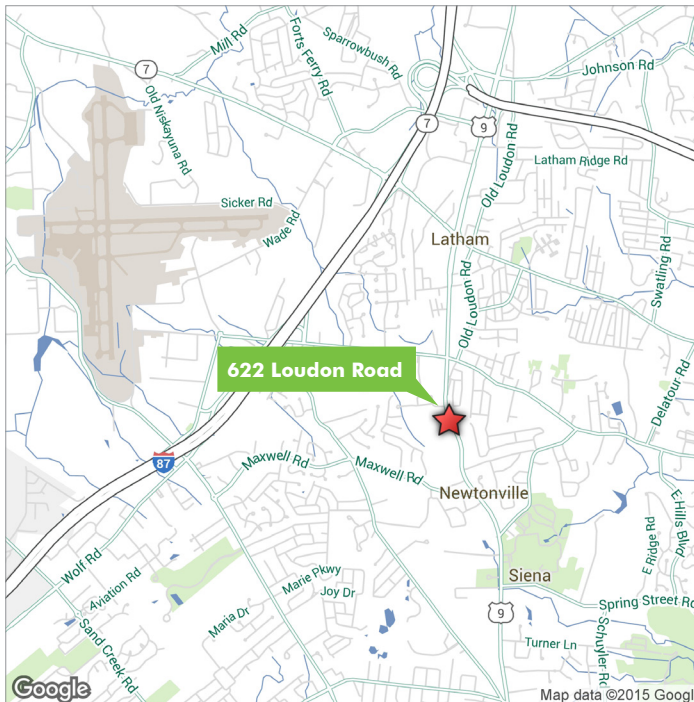 Mill Rd
Forts Ferry Rd
Sparrowbush Rd
7
Johnson Rd
Old Niskayuna Rd
7
9
Old Loudon Rd
Latham Ridge Rd
Sicker Rd
Wade Rd
Latham
Swatling Rd
Old Loudon Rd
622 Loudon Road
Delatour Rd
87
Maxwell Rd
Maxwell Rd
Newtonville
E Hills Blvd
E Ridge Rd
Wolf Rd
Aviation Rd
Marie Pkwy
Joy Dr
Siena
Maria Dr
9
Spring Street Rd
Sand Creek Rd
Turner Ln
Schuyler Rd
Google
Map data ©2015 Googl